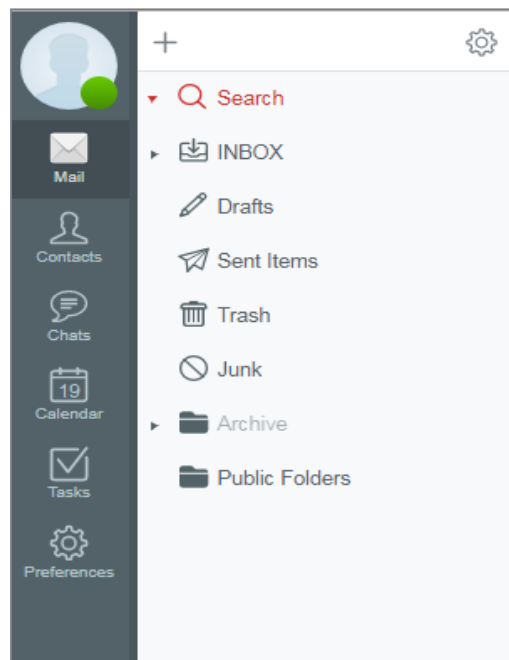 Mail
Contacts
Chats
19
Calendar
Tasks
Preferences
Search
INBOX
Drafts
Sent Items
Trash
Junk
Archive
Public Folders